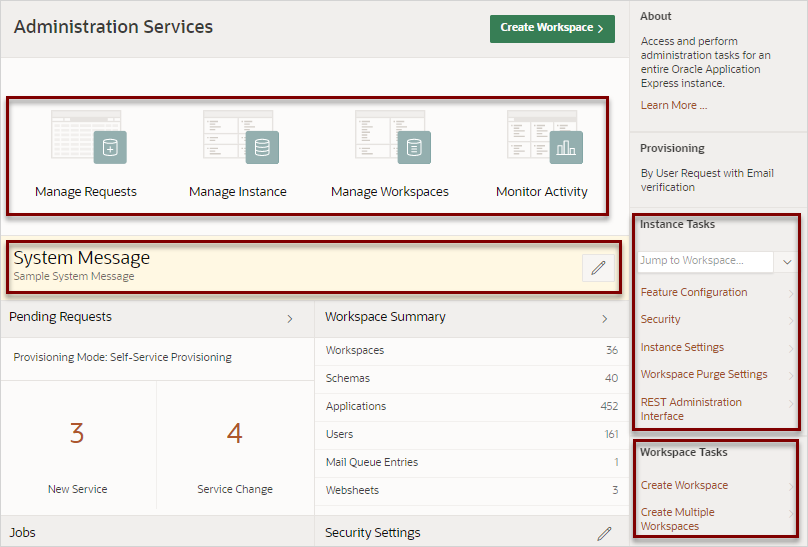 Administration Services
Create Workspace
Manage Requests
Manage Instance
Manage Workspaces
Monitor Activity
System Message
Sample System Message
Pending Requests
Provisioning Mode: Self-Service Provisioning
3
New Service
4
Service Change
Workspace Summary
Workspaces 36
Schemas 40
Applications 452
Users 161
Mail Queue Entries 1
Websheets 3
Jobs
Security Settings
About
Access and perform
administration tasks for an
entire Oracle Application
Express instance.
Learn More ...
Provisioning
By User Request with Email
verification
Instance Tasks
Jump to Workspace...
Feature Configuration
Security
Instance Settings
Workspace Purge Settings
REST Administration
Interface
Workspace Tasks
Create Workspace
Create Multiple
Workspaces